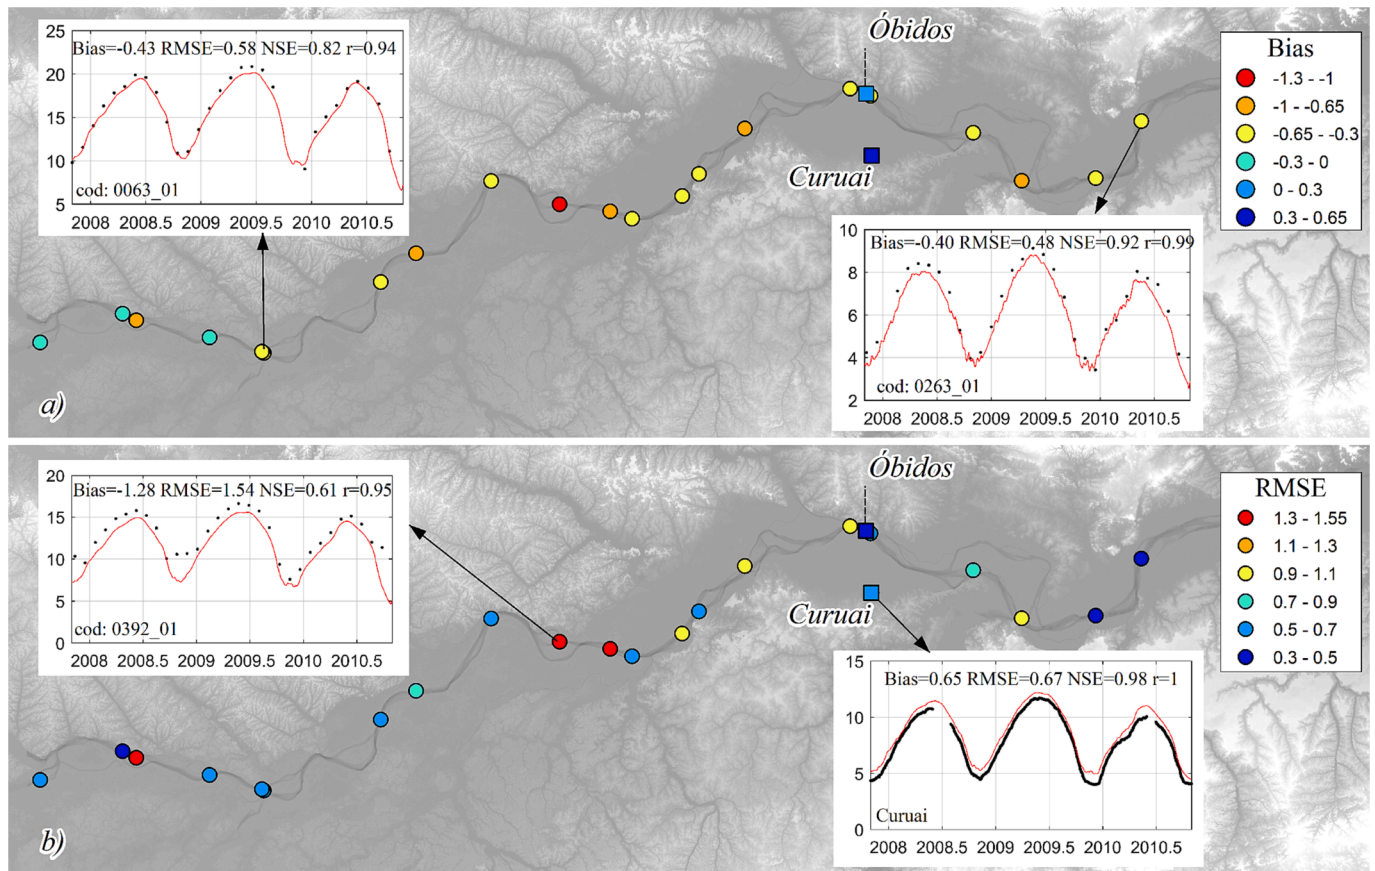 Bias=-0.43 RMSE=0.58 NSE=0.82 r=0.94
25
20
15
10
5
cod: 0063_01
2008 2008.5 2009 2009.5 2010 2010.5
Óbidos
Curuai
Bias
-1.3 - -1
-1 - -0.65
-0.65 - -0.3
-0.3 - 0
0 - 0.3
0.3 - 0.65
Bias=-0.40 RMSE=0.48 NSE=0.92 r=0.99
10
8
6
4
2
cod: 0263_01
2008 2008.5 2009 2009.5 2010 2010.5
a)
Bias=-1.28 RMSE=1.54 NSE=0.61 r=0.95
20
15
10
5
0
cod: 0392_01
2008 2008.5 2009 2009.5 2010 2010.5
Óbidos
Curuai
RMSE
1.3 - 1.55
1.1 - 1.3
0.9 - 1.1
0.7 - 0.9
0.5 - 0.7
0.3 - 0.5
Bias=0.65 RMSE=0.67 NSE=0.98 r=1
15
10
5
0
Curuai
2008 2008.5 2009 2009.5 2010 2010.5
b)